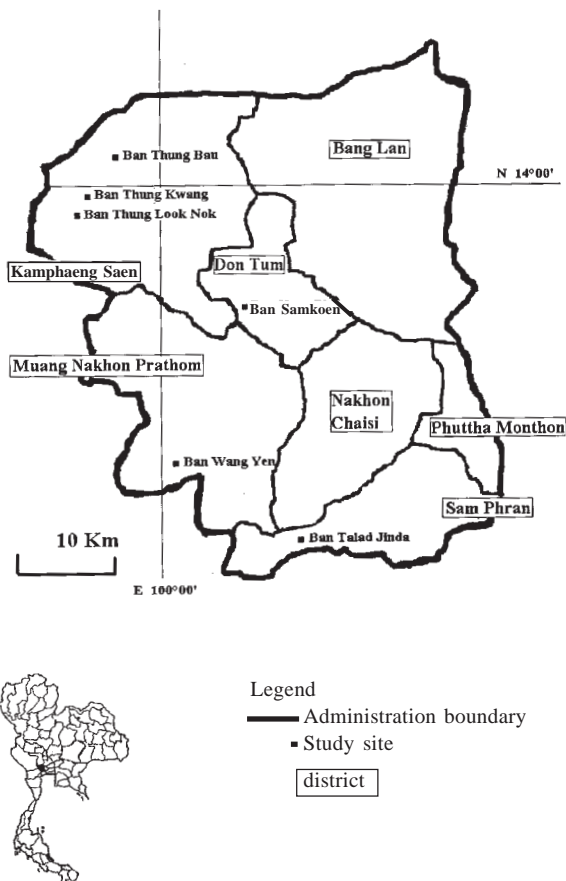 Bang Lan
Ban Thung Bau
N 14°00'
Ban Thung Kwang
Ban Thung Look Nok
Don Tum
Kamphaeng Saen
Ban Samkoen
Muang Nakhon Prathom
Nakhon
Chaisi
Phuttha Monthon
Ban Wang Yen
Sam Phran
10 Km
Ban Talad Jinda
E 100°00'
Legend
Administration boundary
Study site
district